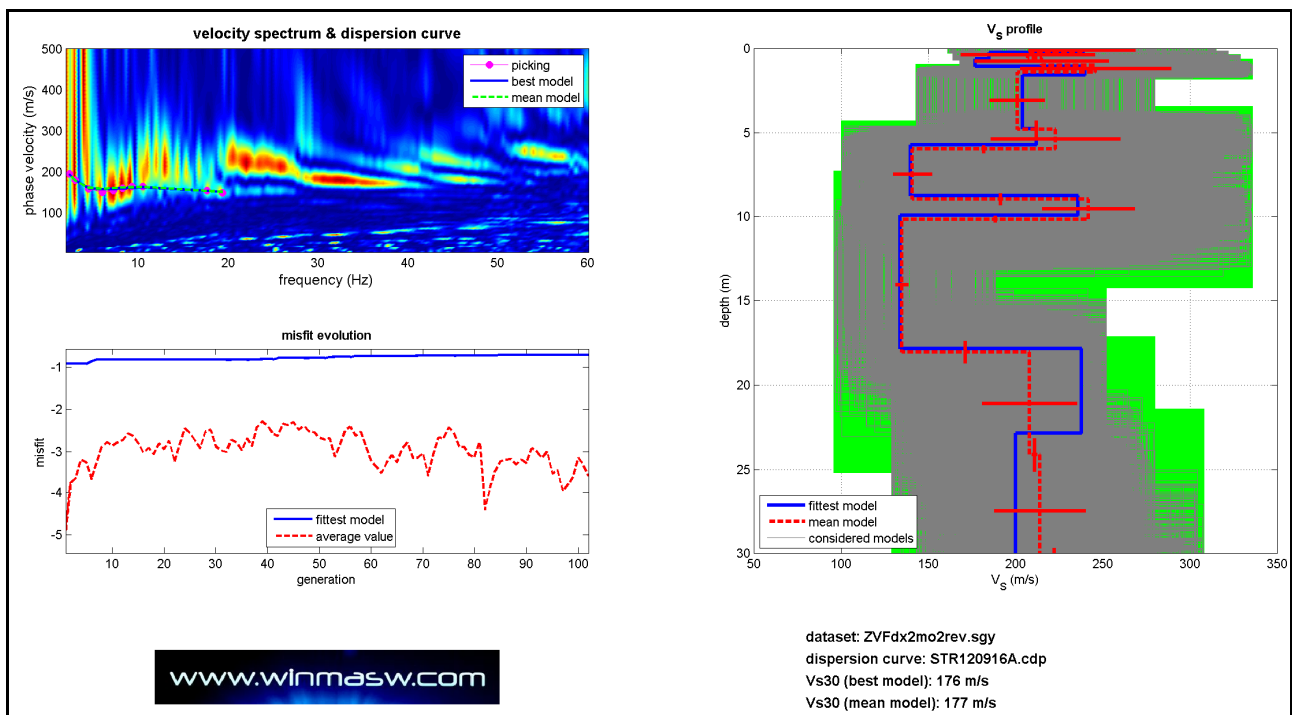 velocity spectrum & dispersion curve
500
400
300
200
100
phase velocity (m/s)
picking
best model
mean model
10
20
30
40
50
60
frequency (Hz)
misfit evolution
-1
-2
-3
-4
-5
misfit
fittest model
average value
10
20
30
40
50
60
70
80
90
100
generation
www.winmasw.com
VS profile
0
5
10
15
20
25
30
depth (m)
fittest model
mean model
considered models
50
100
150
200
250
300
350
VS (m/s)
dataset: ZVFdx2mo2rev.sgy
dispersion curve: STR120916A.cdp
Vs30 (best model): 176 m/s
Vs30 (mean model): 177 m/s